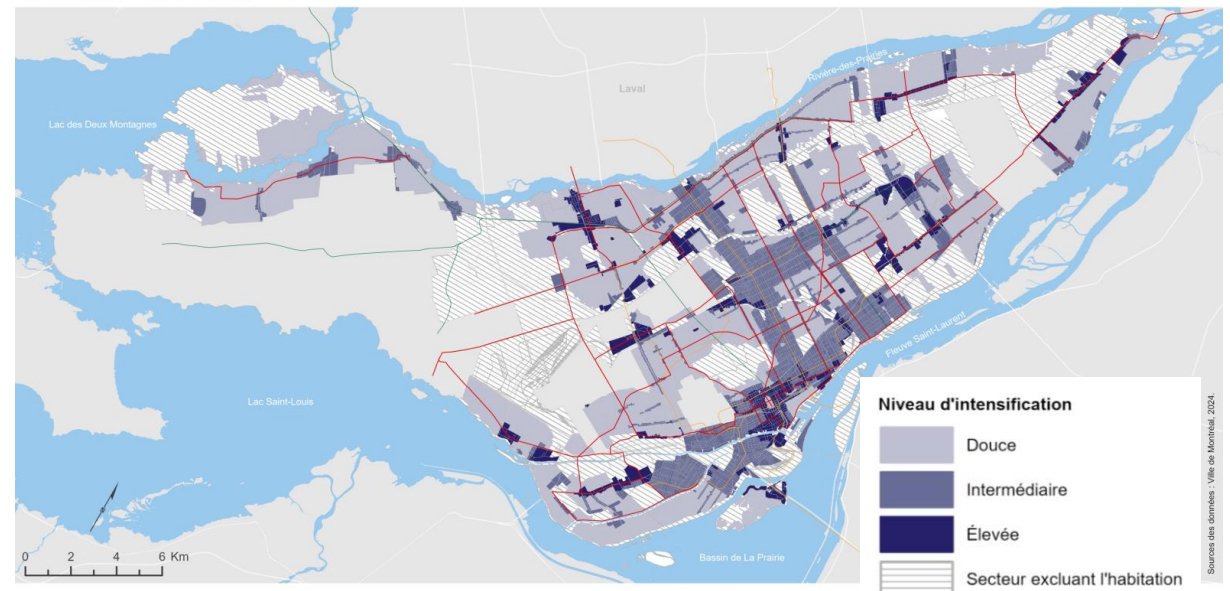 Rivière-des-Prairies
Laval
Lac des Deux Montagnes
Fleuve Saint-Laurent
Lac Saint-Louis
Bassin de La Prairie
0 2 4 6 Km
Niveau d'intensification
Douce
Intermédiaire
Élevée
Secteur excluant l'habitation
Sources des données : Ville de Montréal, 2024.